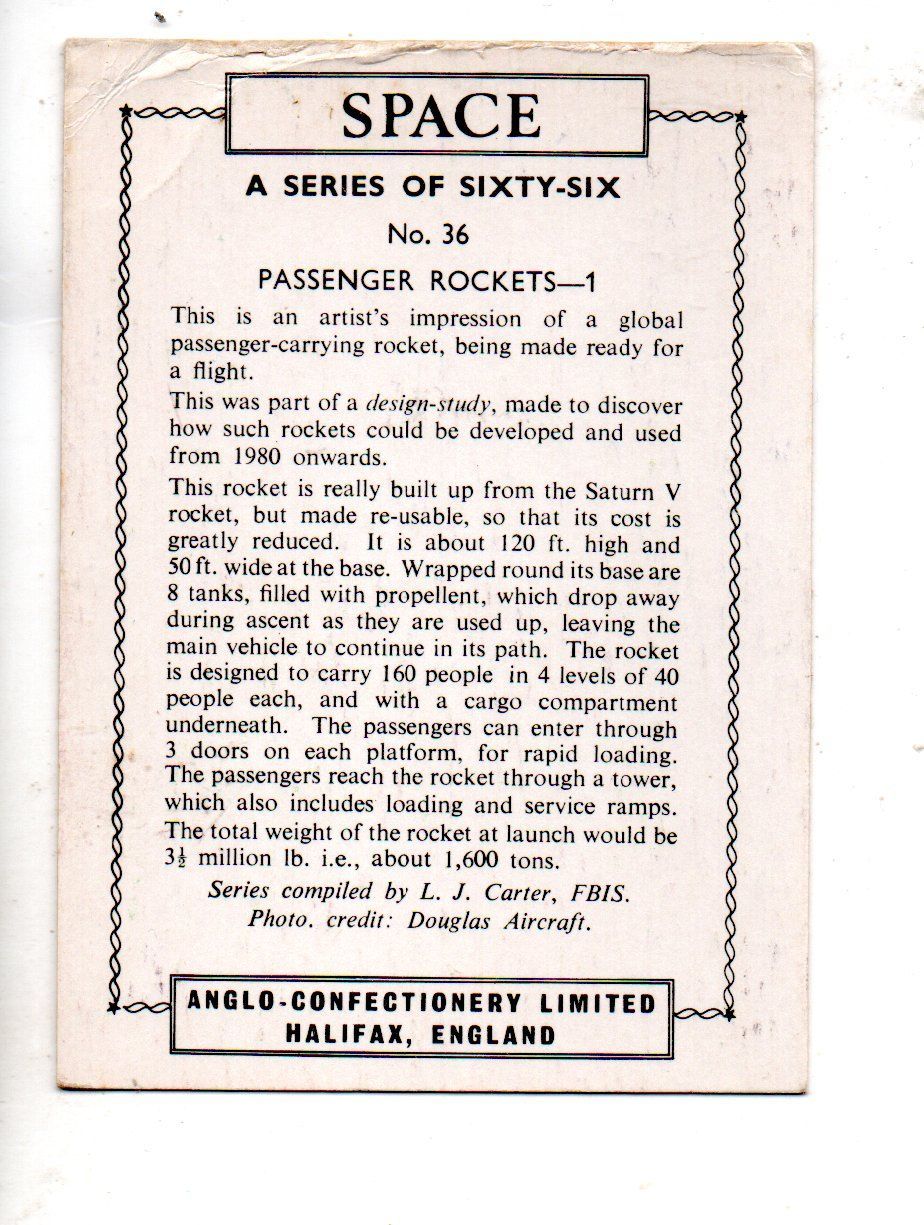 SPACE
A SERIES OF SIXTY-SIX
No. 36
PASSENGER ROCKETS—1
This is an artist's impression of a global
passenger-carrying rocket, being made ready for
a flight.
This was part of a design-study, made to discover
how such rockets could be developed and used
from 1980 onwards.
This rocket is really built up from the Saturn V
rocket, but made re-usable, so that its cost is
greatly reduced. It is about 120 ft. high and
50 ft. wide at the base. Wrapped round its base are
8 tanks, filled with propellent, which drop away
during ascent as they are used up, leaving the
main vehicle to continue in its path. The rocket
is designed to carry 160 people in 4 levels of 40
people each, and with a cargo compartment
underneath. The passengers can enter through
3 doors on each platform, for rapid loading.
The passengers reach the rocket through a tower,
which also includes loading and service ramps.
The total weight of the rocket at launch would be
3½ million lb. i.e., about 1,600 tons.
Series compiled by L. J. Carter, FBIS.
Photo. credit: Douglas Aircraft.
ANGLO-CONFECTIONERY LIMITED
HALIFAX, ENGLAND